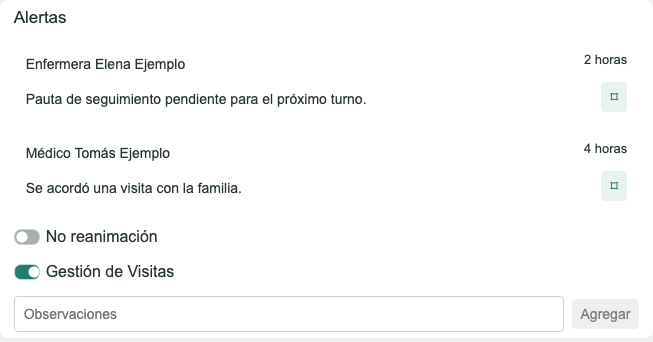 Alertas
Enfermera Elena Ejemplo
2 horas
Pauta de seguimiento pendiente para el próximo turno.
Médico Tomás Ejemplo
4 horas
Se acordó una visita con la familia.
No reanimación
Gestión de Visitas
Observaciones
Agregar